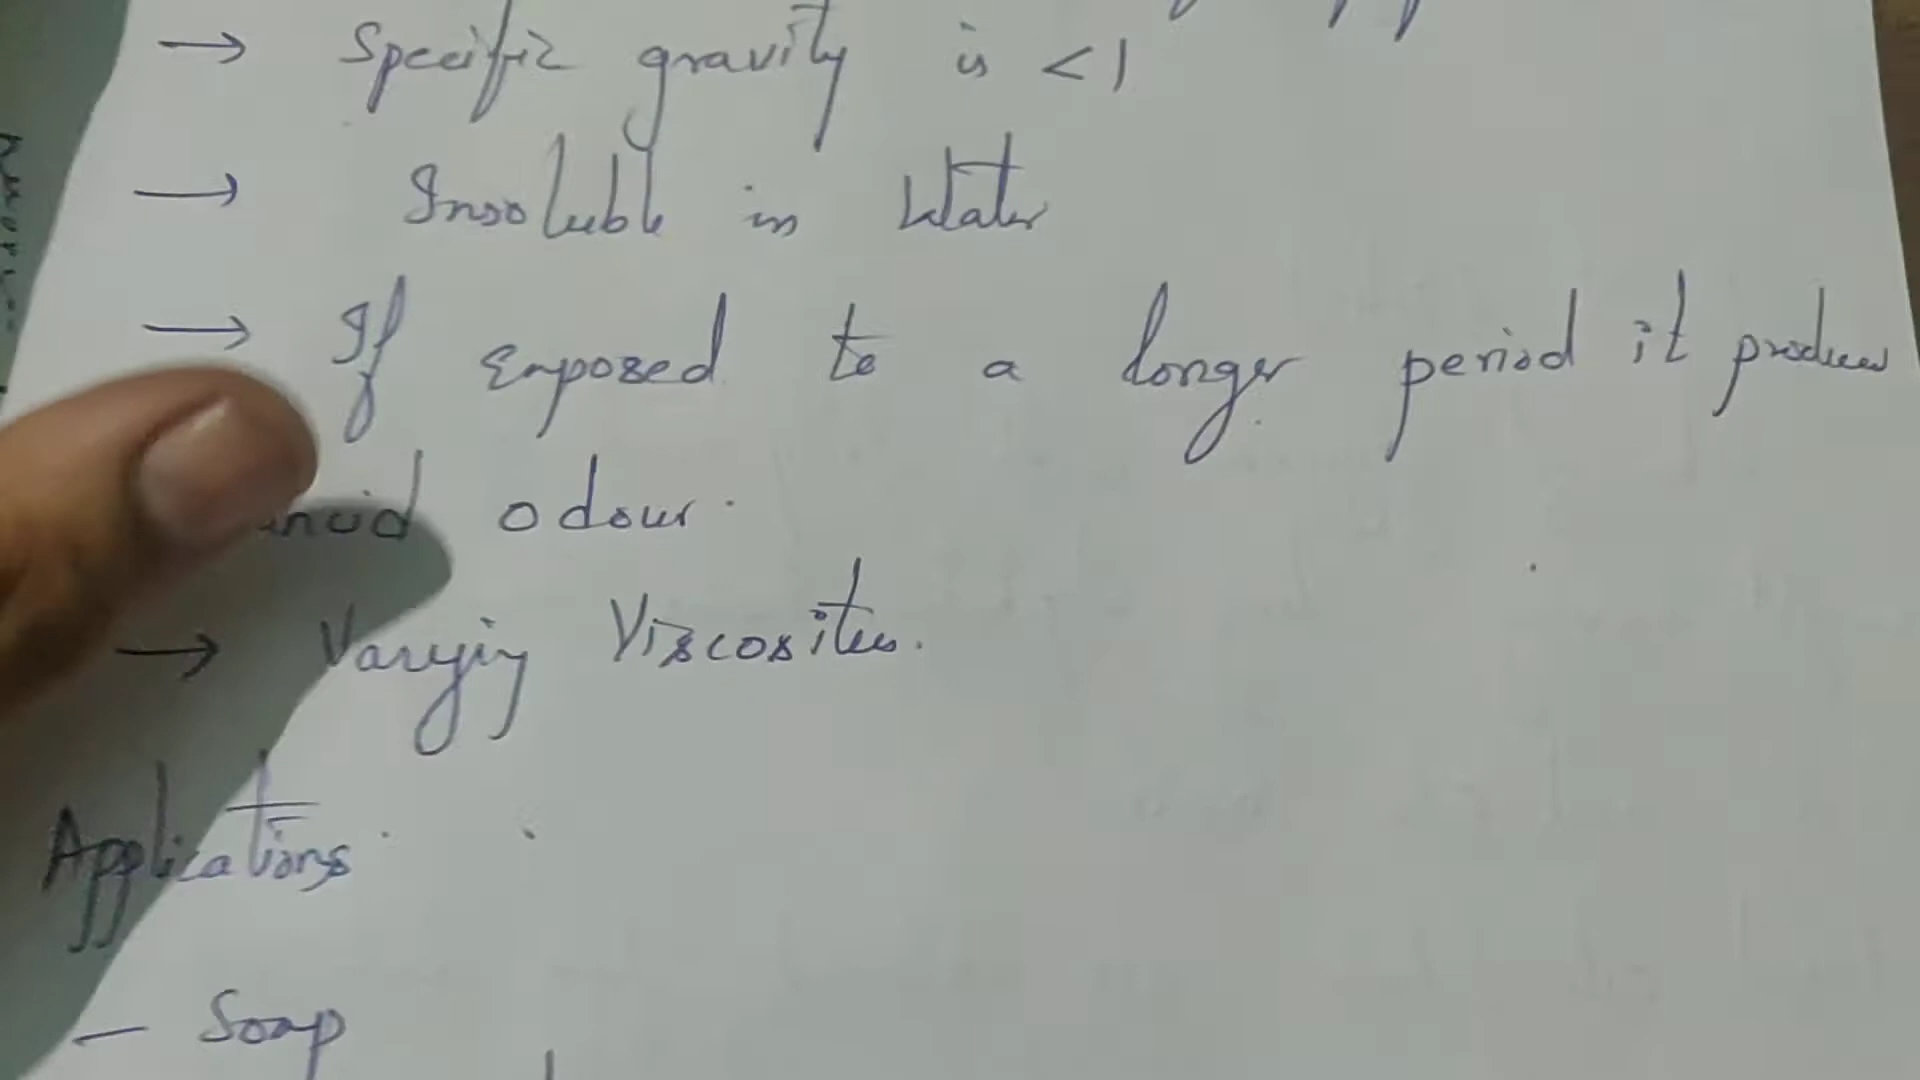 → Specific gravity is <1
→ Insoluble in Water
→ If Exposed to a longer period it produces
odour.
→ Varying Viscosities.
Applications
- Soap